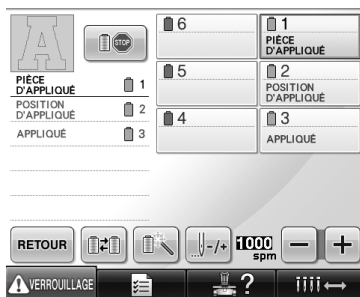 A
STOP
PIÈCE
D'APPLIQUÉ
1
POSITION
D'APPLIQUÉ
2
APPLIQUÉ
3
6
1
PIÈCE
D'APPLIQUÉ
5
2
POSITION
D'APPLIQUÉ
4
3
APPLIQUÉ
RETOUR
-/+
1000
spm
-
+
VERROUILLAGE
?